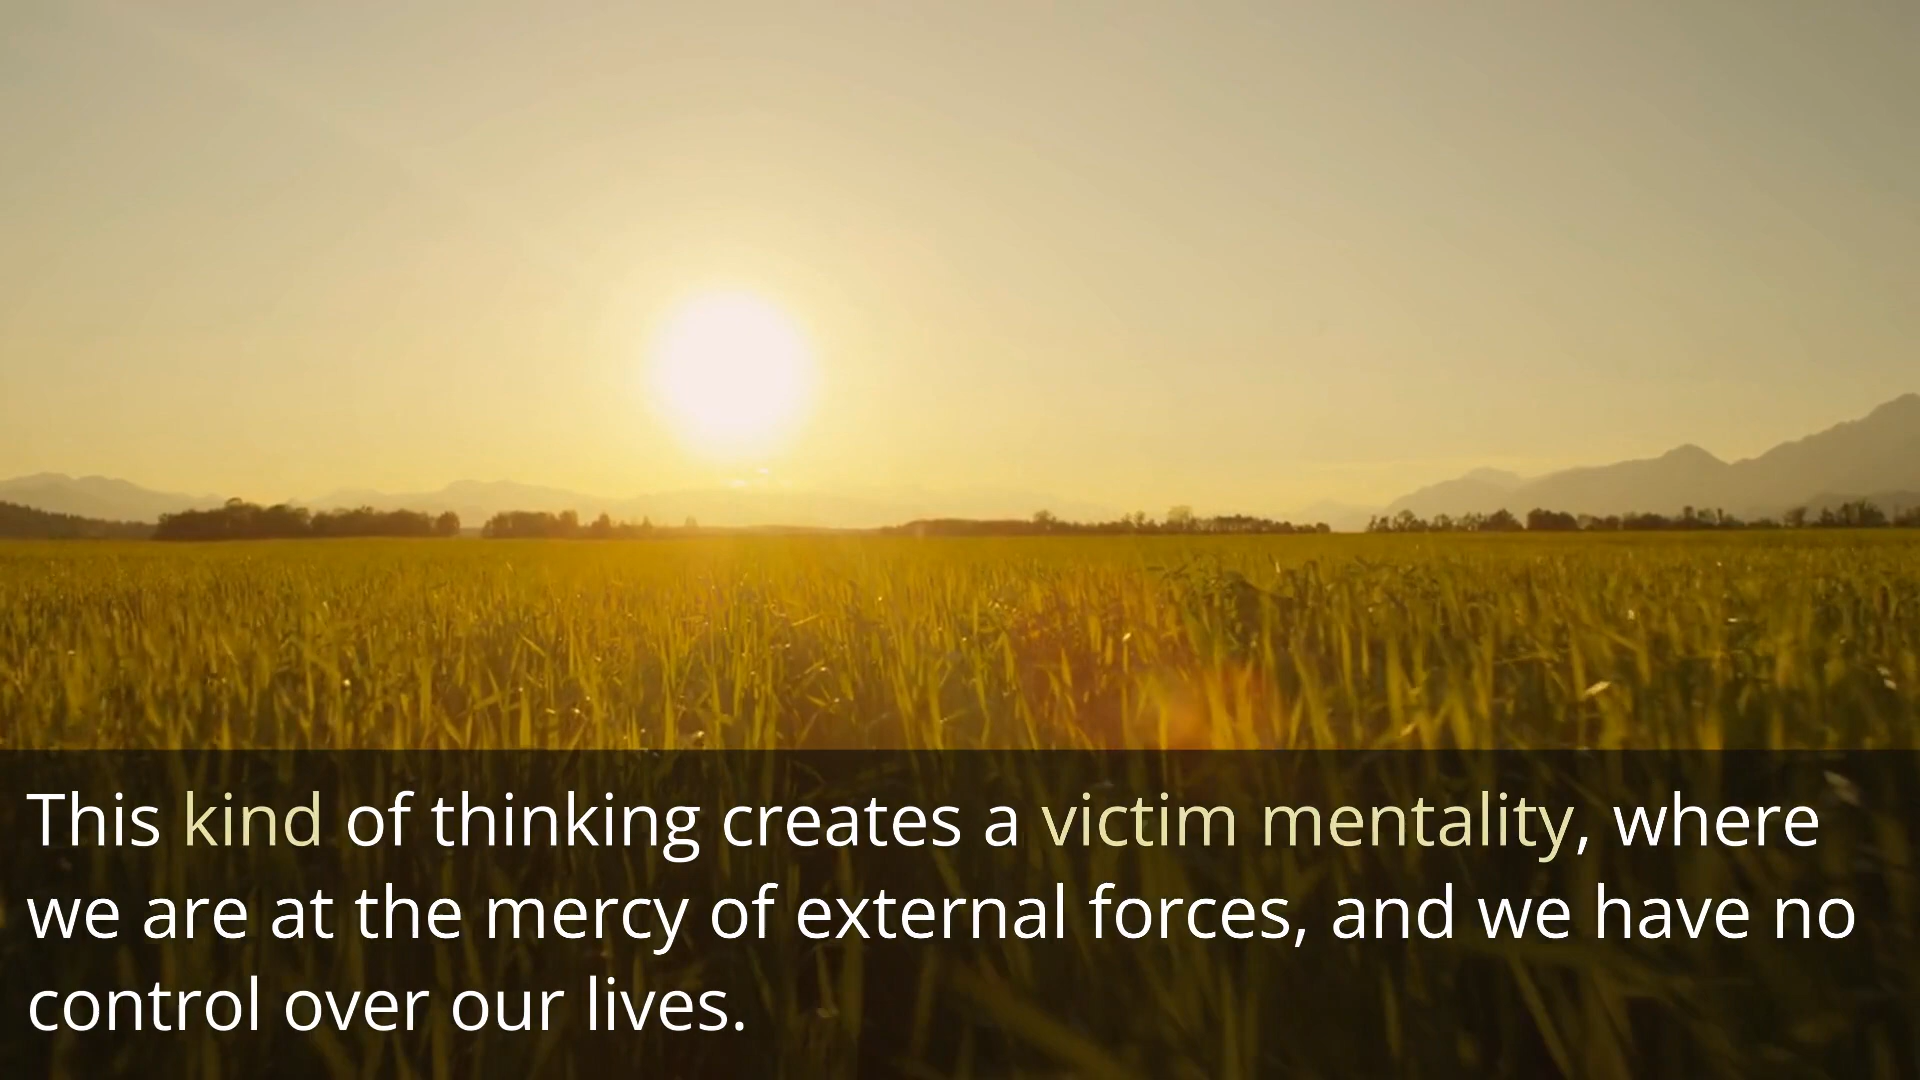 This kind of thinking creates a victim mentality, where
we are at the mercy of external forces, and we have no
control over our lives.